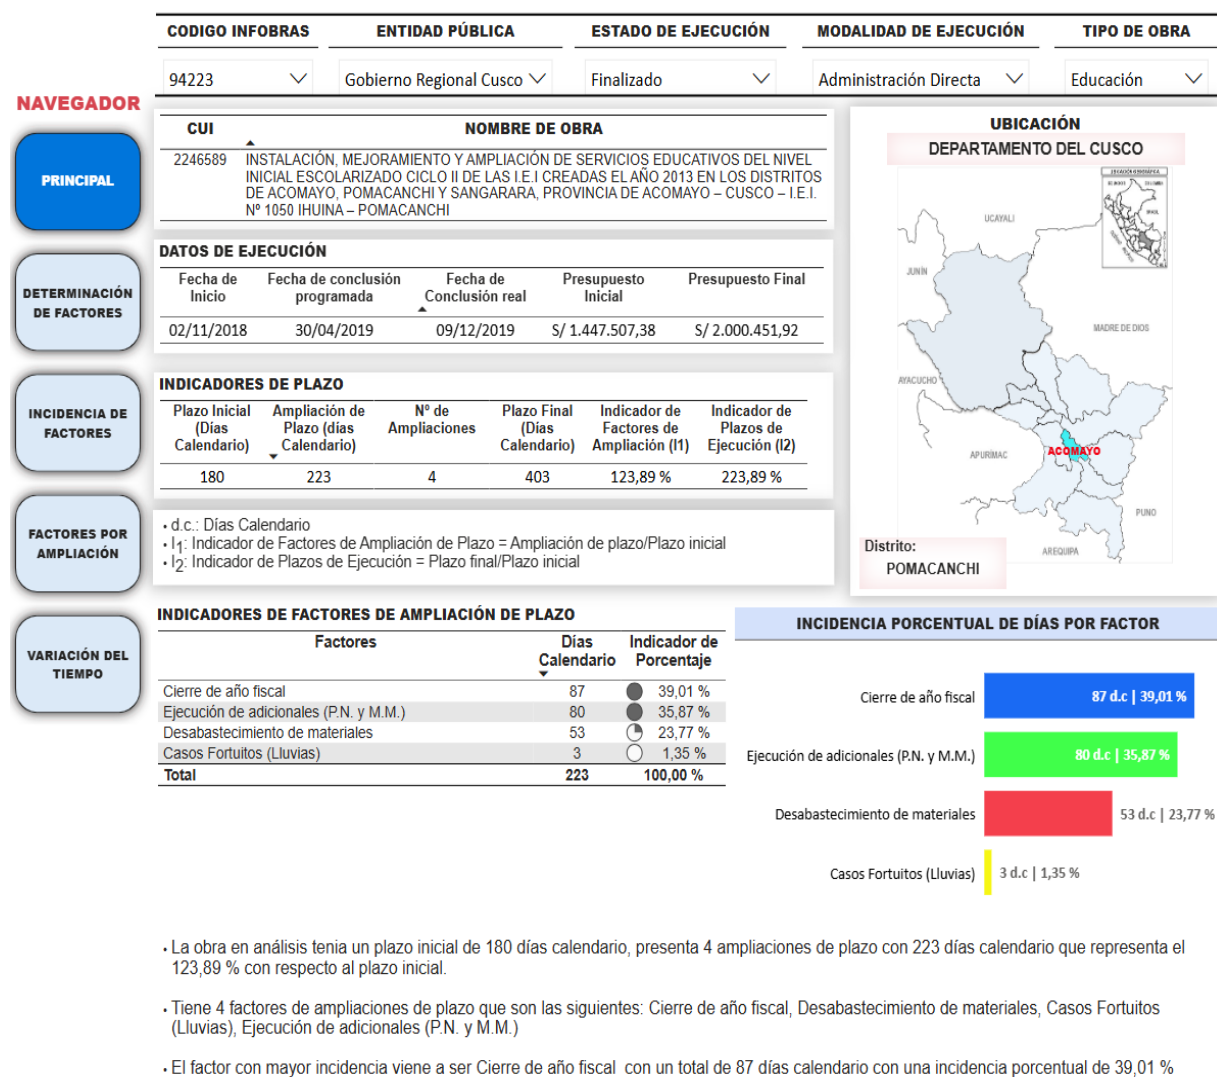 CODIGO INFOBRAS ENTIDAD PÚBLICA ESTADO DE EJECUCIÓN MODALIDAD DE EJECUCIÓN TIPO DE OBRA
94223 Gobierno Regional Cusco Finalizado Administración Directa Educación
NAVEGADOR
PRINCIPAL
DETERMINACIÓN
DE FACTORES
INCIDENCIA DE
FACTORES
FACTORES POR
AMPLIACIÓN
VARIACIÓN DEL
TIEMPO
CUI NOMBRE DE OBRA
2246589 INSTALACIÓN, MEJORAMIENTO Y AMPLIACIÓN DE SERVICIOS EDUCATIVOS DEL NIVEL
INICIAL ESCOLARIZADO CICLO II DE LAS I.E.I CREADAS EL AÑO 2013 EN LOS DISTRITOS
DE ACOMAYO, POMACANCHI Y SANGARARA, PROVINCIA DE ACOMAYO – CUSCO – I.E.I.
Nº 1050 IHUINA – POMACANCHI
DATOS DE EJECUCIÓN
Fecha de Fecha de conclusión Fecha de Presupuesto Presupuesto Final
Inicio programada Conclusión real Inicial
02/11/2018 30/04/2019 09/12/2019 S/ 1.447.507,38 S/ 2.000.451,92
INDICADORES DE PLAZO
Plazo Inicial Ampliación de Nº de Plazo Final Indicador de Indicador de
(Días Plazo (días Ampliaciones (Días Factores de Plazos de
Calendario) Calendario) Calendario) Ampliación (I1) Ejecución (I2)
180 223 4 403 123,89 % 223,89 %
• d.c.: Días Calendario
• I1: Indicador de Factores de Ampliación de Plazo = Ampliación de plazo/Plazo inicial
• I2: Indicador de Plazos de Ejecución = Plazo final/Plazo inicial
UBICACIÓN
DEPARTAMENTO DEL CUSCO
UCAYALI
JUNÍN
MADRE DE DIOS
AYACUCHO
ACOMAYO
APURÍMAC
PUNO
AREQUIPA
Distrito:
POMACANCHI
INDICADORES DE FACTORES DE AMPLIACIÓN DE PLAZO
Factores Días Indicador de
Calendario Porcentaje
Cierre de año fiscal 87 39,01 %
Ejecución de adicionales (P.N. y M.M.) 80 35,87 %
Desabastecimiento de materiales 53 23,77 %
Casos Fortuitos (Lluvias) 3 1,35 %
Total 223 100,00 %
INCIDENCIA PORCENTUAL DE DÍAS POR FACTOR
Cierre de año fiscal 87 d.c | 39,01 %
Ejecución de adicionales (P.N. y M.M.) 80 d.c | 35,87 %
Desabastecimiento de materiales 53 d.c | 23,77 %
Casos Fortuitos (Lluvias) 3 d.c | 1,35 %
• La obra en análisis tenia un plazo inicial de 180 días calendario, presenta 4 ampliaciones de plazo con 223 días calendario que representa el
123,89 % con respecto al plazo inicial.
• Tiene 4 factores de ampliaciones de plazo que son las siguientes: Cierre de año fiscal, Desabastecimiento de materiales, Casos Fortuitos
(Lluvias), Ejecución de adicionales (P.N. y M.M.)
• El factor con mayor incidencia viene a ser Cierre de año fiscal con un total de 87 días calendario con una incidencia porcentual de 39,01 %